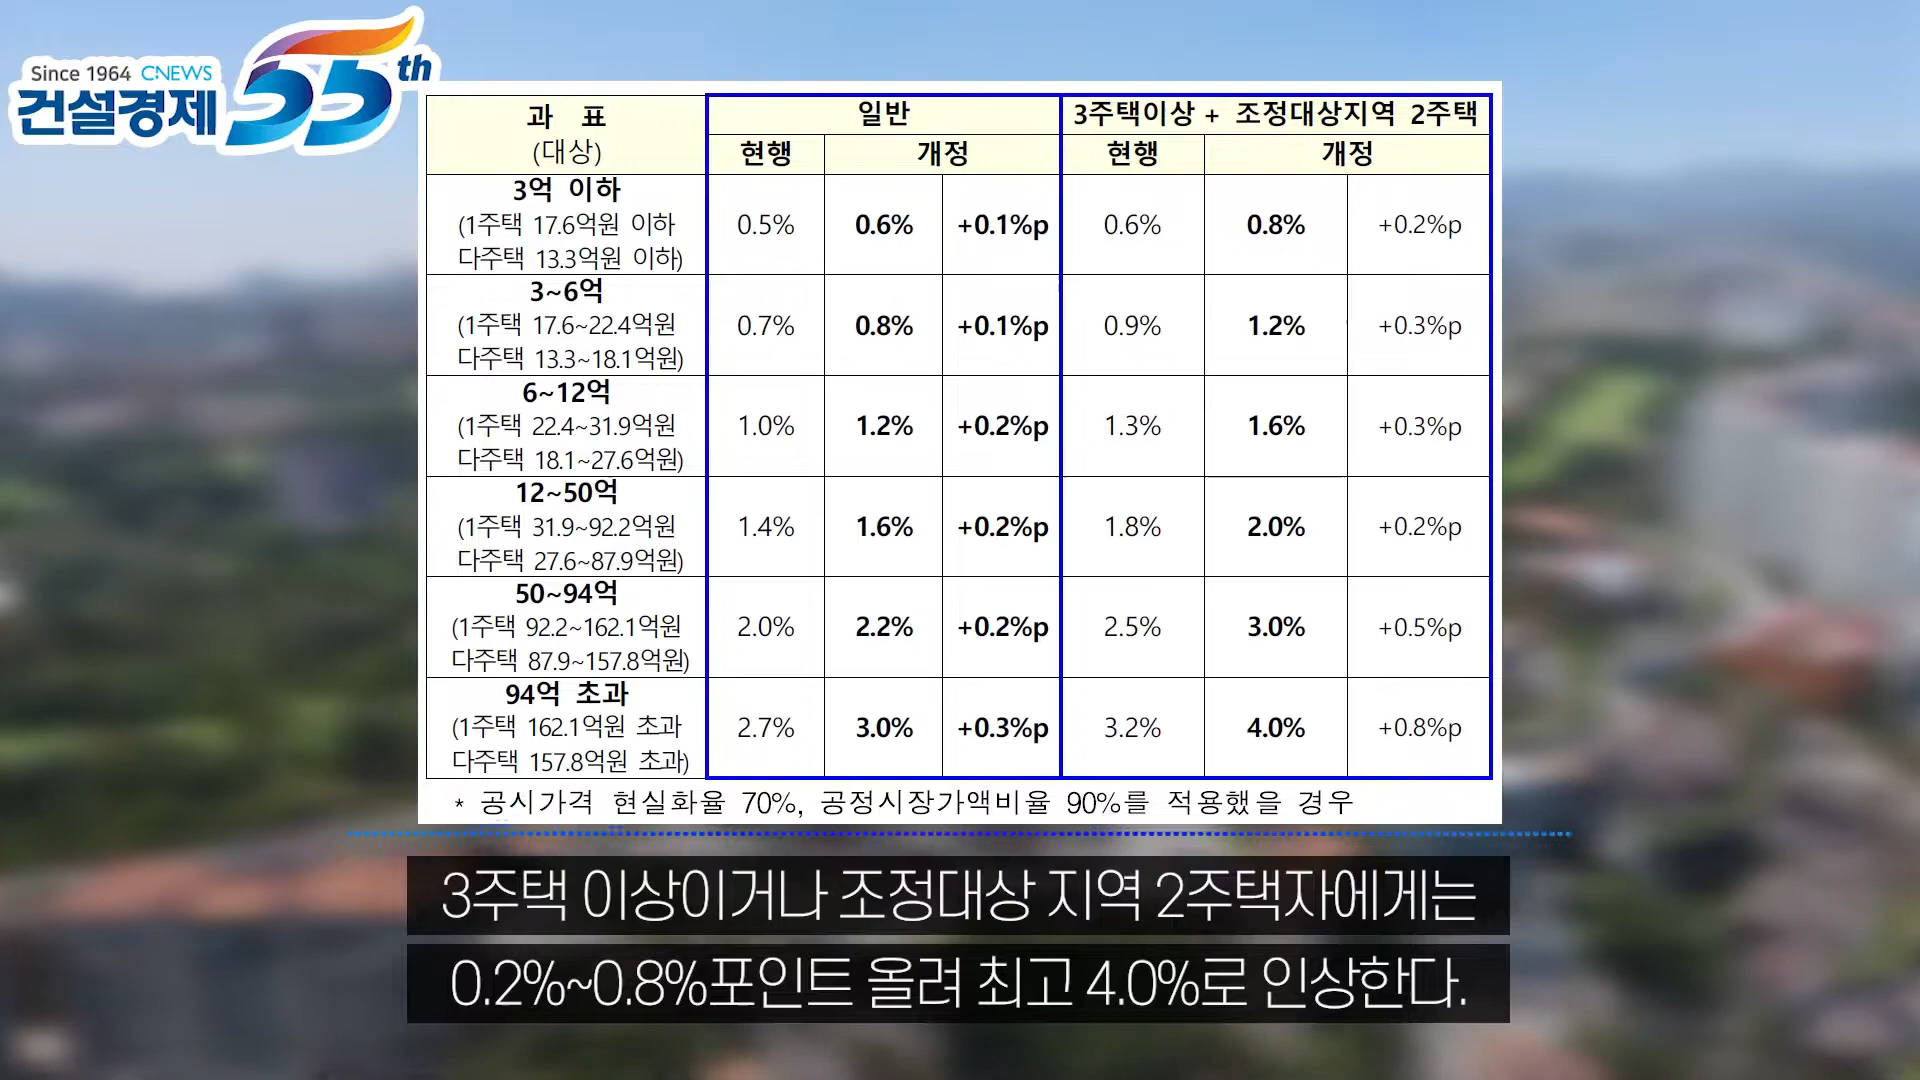 Since 1964 CNEWS
건설경제 55th
과 표 일반 3주택이상 + 조정대상지역 2주택
(대상) 현행 개정 현행 개정
3억 이하
(1주택 17.6억원 이하 0.5% 0.6% +0.1%p 0.6% 0.8% +0.2%p
다주택 13.3억원 이하)
3~6억
(1주택 17.6~22.4억원 0.7% 0.8% +0.1%p 0.9% 1.2% +0.3%p
다주택 13.3~18.1억원)
6~12억
(1주택 22.4~31.9억원 1.0% 1.2% +0.2%p 1.3% 1.6% +0.3%p
다주택 18.1~27.6억원)
12~50억
(1주택 31.9~92.2억원 1.4% 1.6% +0.2%p 1.8% 2.0% +0.2%p
다주택 27.6~87.9억원)
50~94억
(1주택 92.2~162.1억원 2.0% 2.2% +0.2%p 2.5% 3.0% +0.5%p
다주택 87.9~157.8억원)
94억 초과
(1주택 162.1억원 초과 2.7% 3.0% +0.3%p 3.2% 4.0% +0.8%p
다주택 157.8억원 초과)
* 공시가격 현실화율 70%, 공정시장가액비율 90%를 적용했을 경우
3주택 이상이거나 조정대상 지역 2주택자에게는
0.2%~0.8%포인트 올려 최고 4.0%로 인상한다.